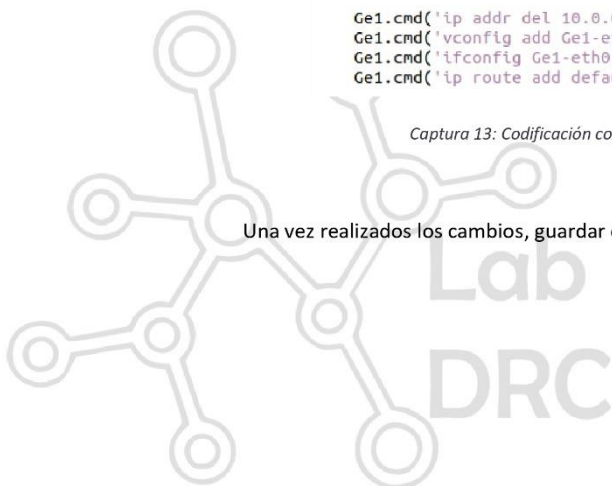 Ge1.cmd('ip addr del 10.0.
Ge1.cmd('vconfig add Ge1-e
Ge1.cmd('ifconfig Ge1-eth0
Ge1.cmd('ip route add defa
Captura 13: Codificación co
Una vez realizados los cambios, guardar
Lab
DRC